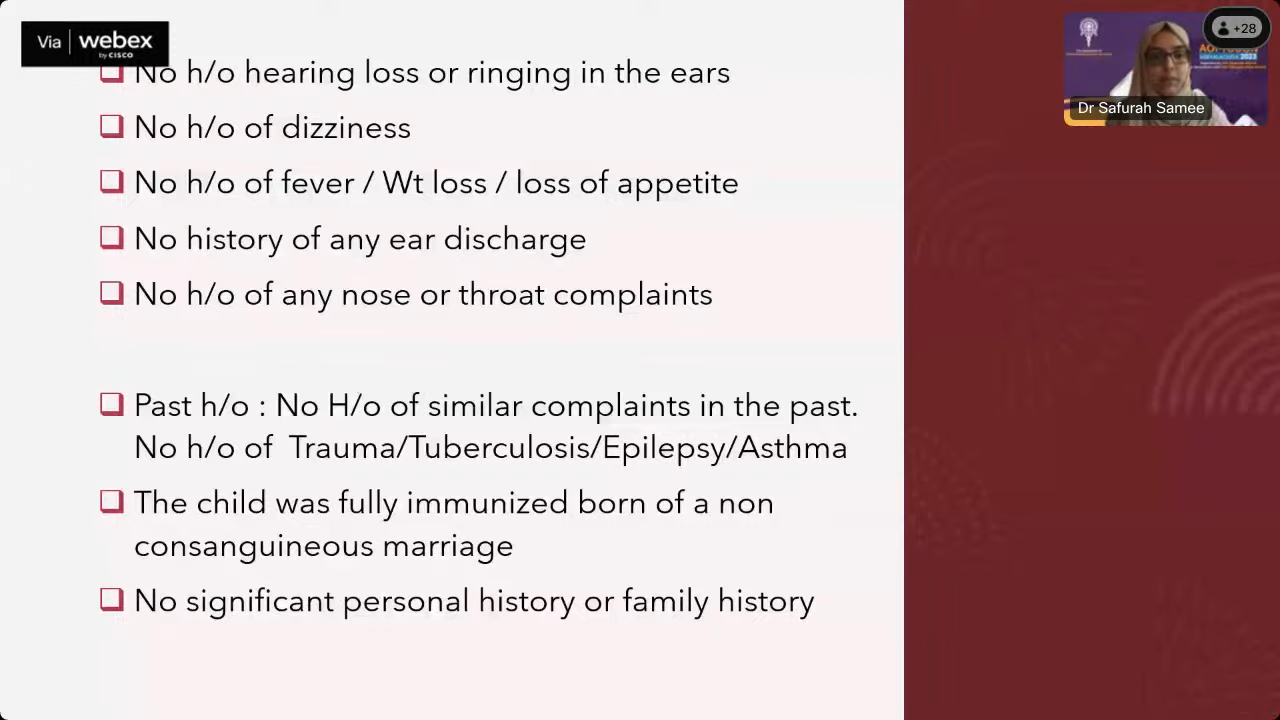 Via webex
by CISCO
+28
AOI
2023
Dr Safurah Samee
No h/o hearing loss or ringing in the ears
No h/o of dizziness
No h/o of fever / Wt loss / loss of appetite
No history of any ear discharge
No h/o of any nose or throat complaints
Past h/o : No H/o of similar complaints in the past.
No h/o of Trauma/Tuberculosis/Epilepsy/Asthma
The child was fully immunized born of a non
consanguineous marriage
No significant personal history or family history